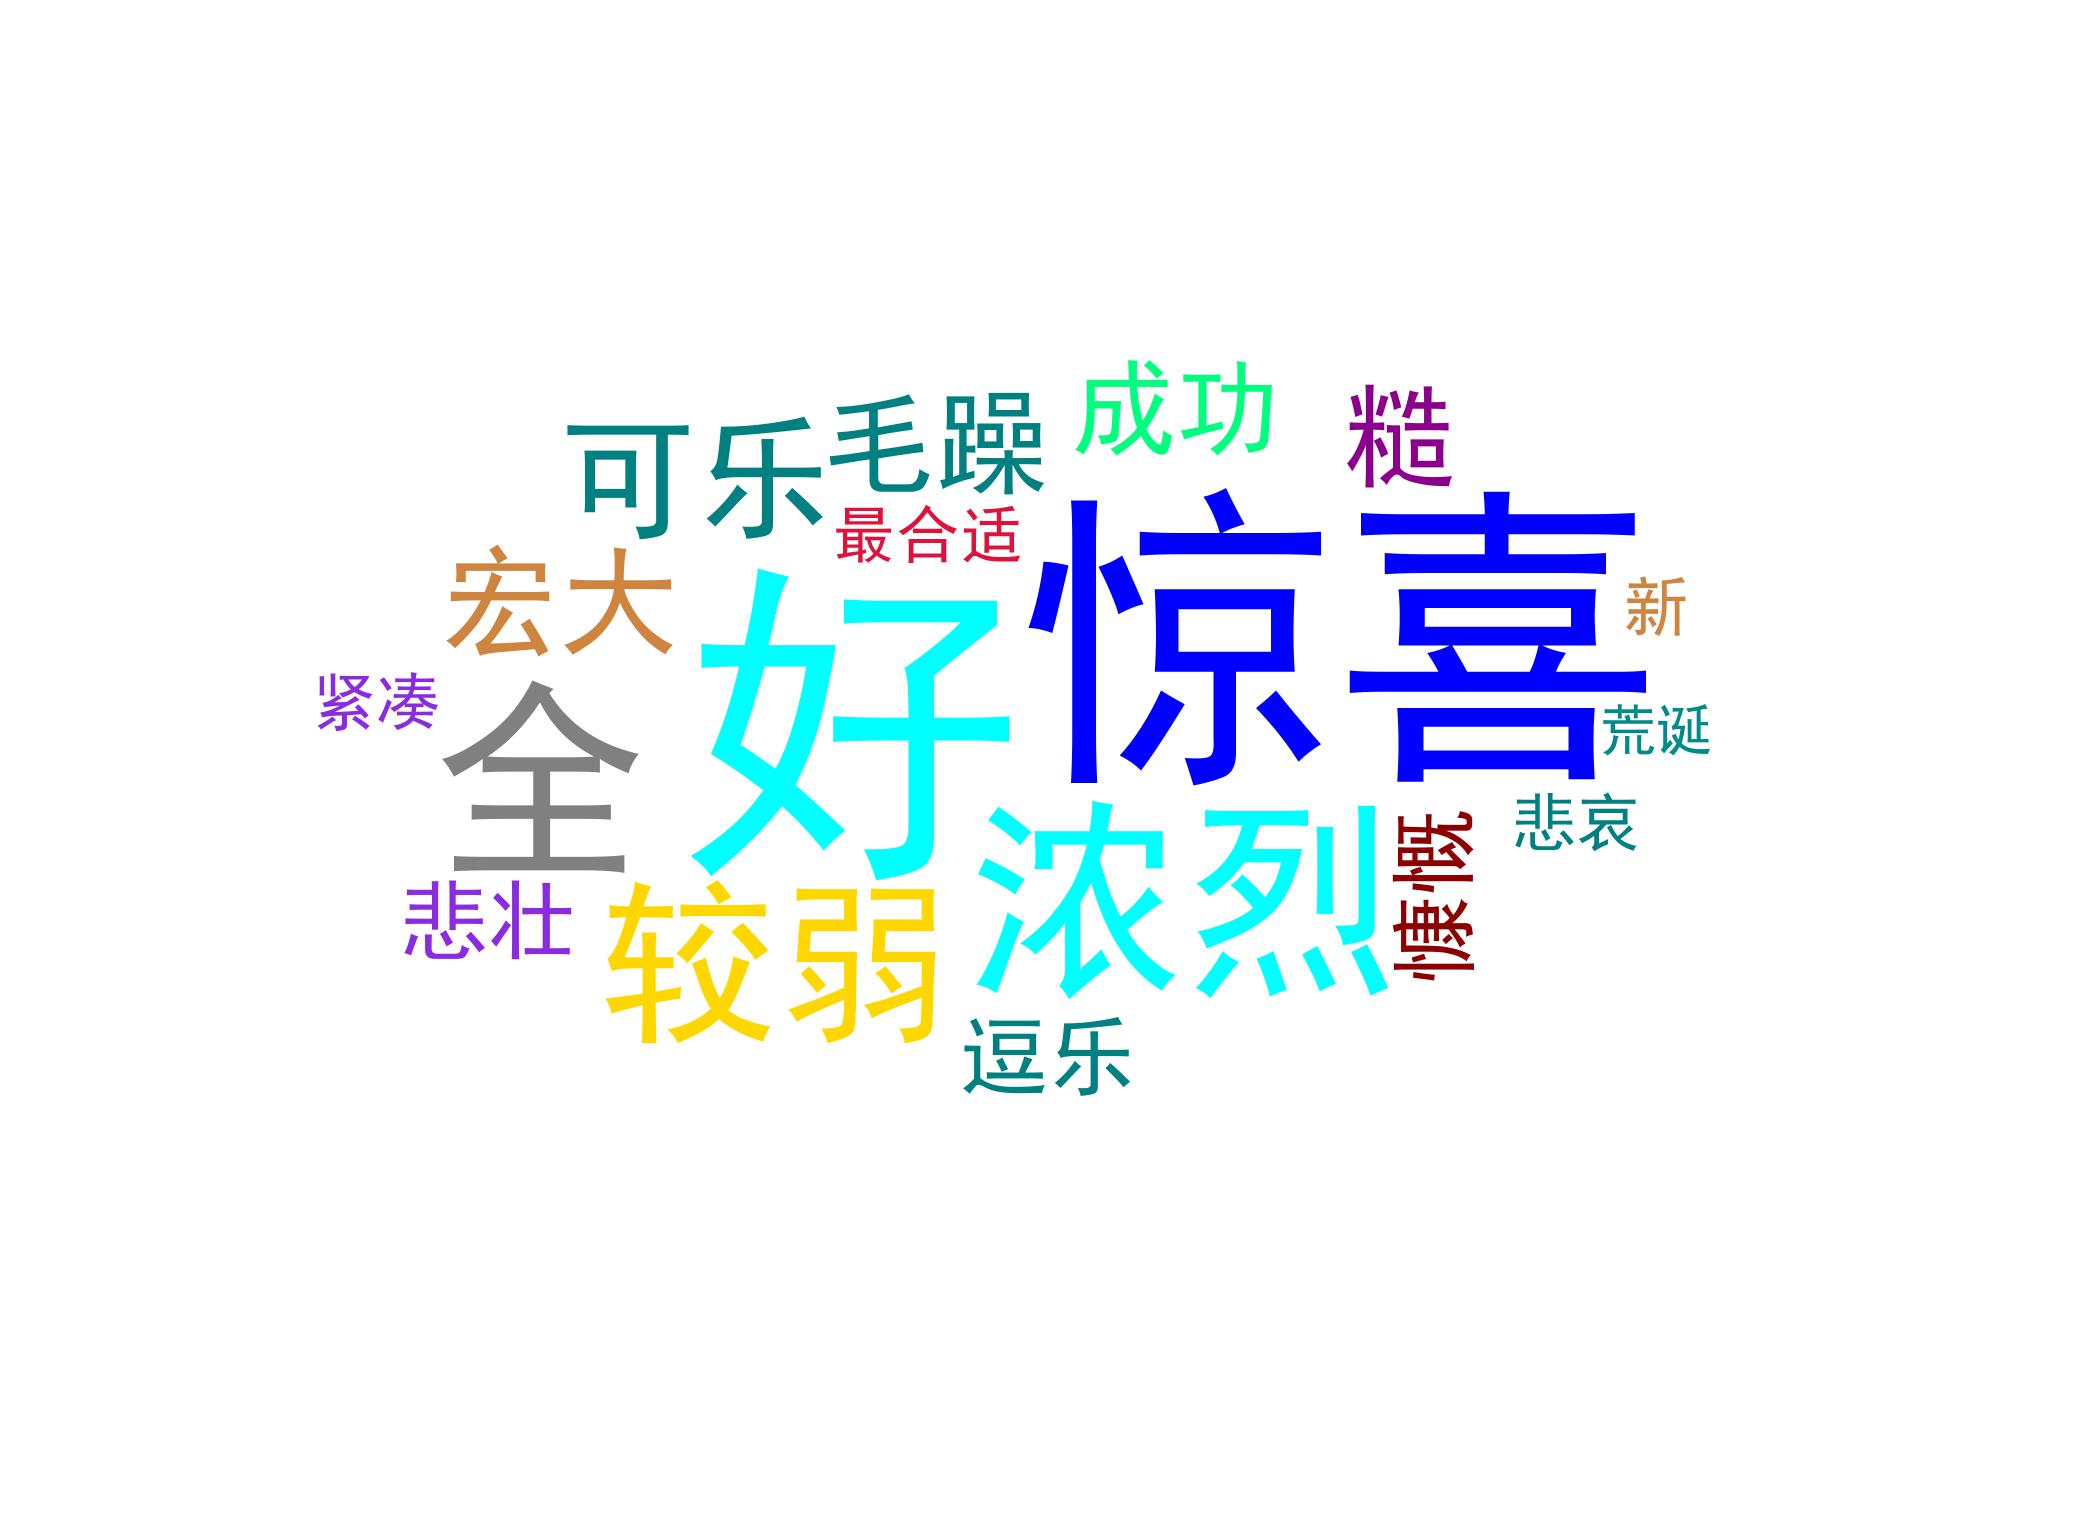 成功
糙
毛躁
可乐
最合适
惊喜
宏大
新
好
紧凑
全
荒诞
悲哀
浓烈
慷慨
悲壮
较弱
逗乐